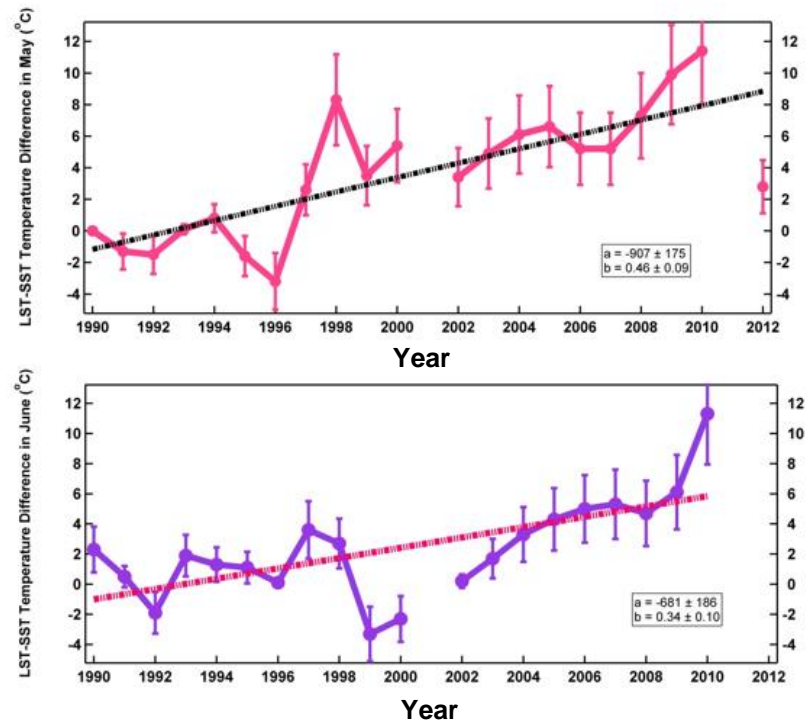 LST-SST Temperature Difference in May (°C)
12 12
10 10
8 8
6 6
4 4
2 2
0 0
-2 -2
-4 -4
a = -907 ± 175
b = 0.46 ± 0.09
1990 1992 1994 1996 1998 2000 2002 2004 2006 2008 2010 2012
Year
LST-SST Temperature Difference in June (°C)
12 12
10 10
8 8
6 6
4 4
2 2
0 0
-2 -2
-4 -4
a = -681 ± 186
b = 0.34 ± 0.10
1990 1992 1994 1996 1998 2000 2002 2004 2006 2008 2010 2012
Year